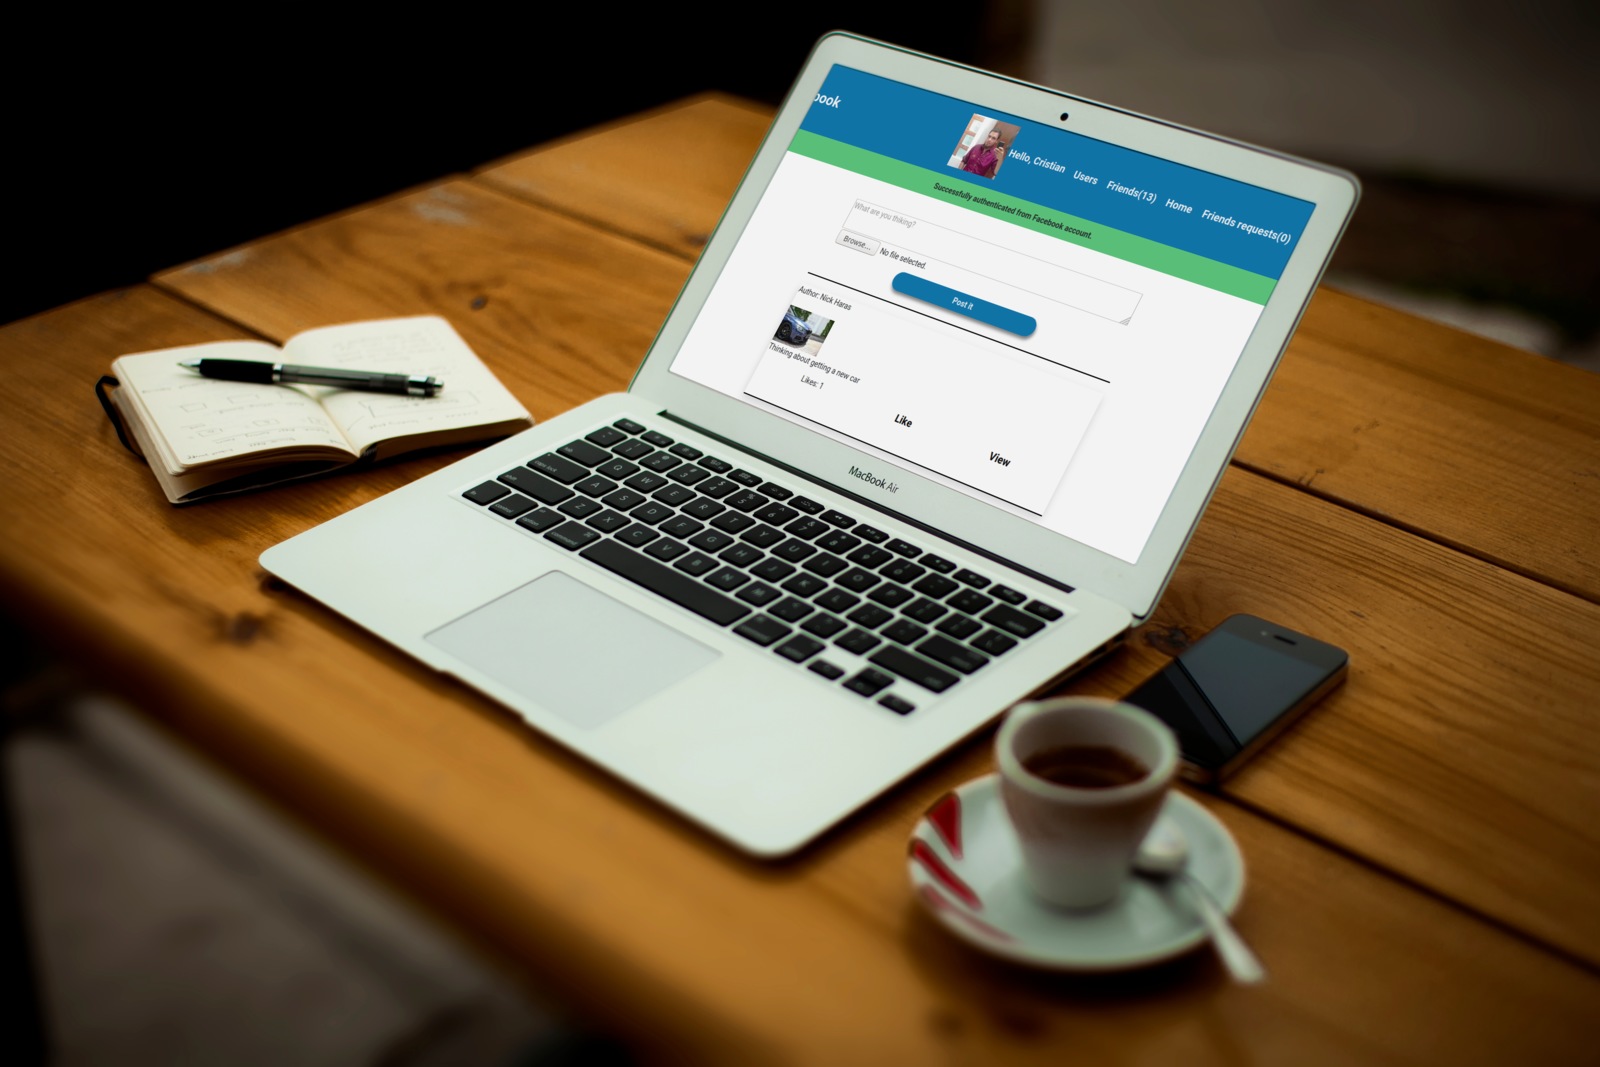 book
Hello, Cristian Users Friends(13) Home Friends requests(0)
Successfully authenticated from Facebook account.
What are you thiking?
Browse... No file selected.
Post it
Author: Nick Haras
Thinking about getting a new car
Likes: 1
Like
View
MacBook Air